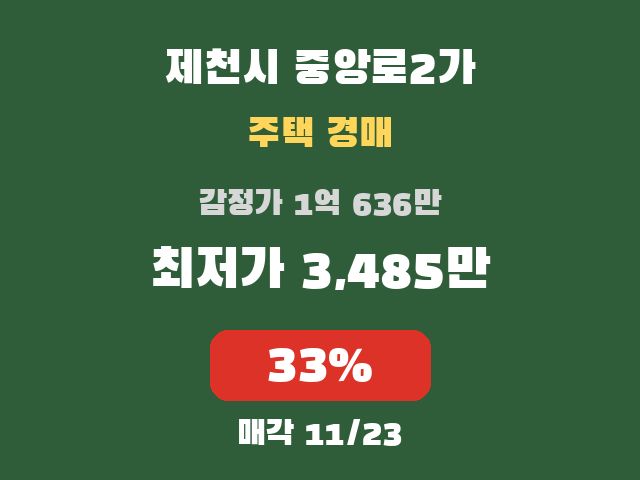 제천시 중앙로2가
주택 경매
감정가 1억 636만
최저가 3,485만
33%
매각 11/23